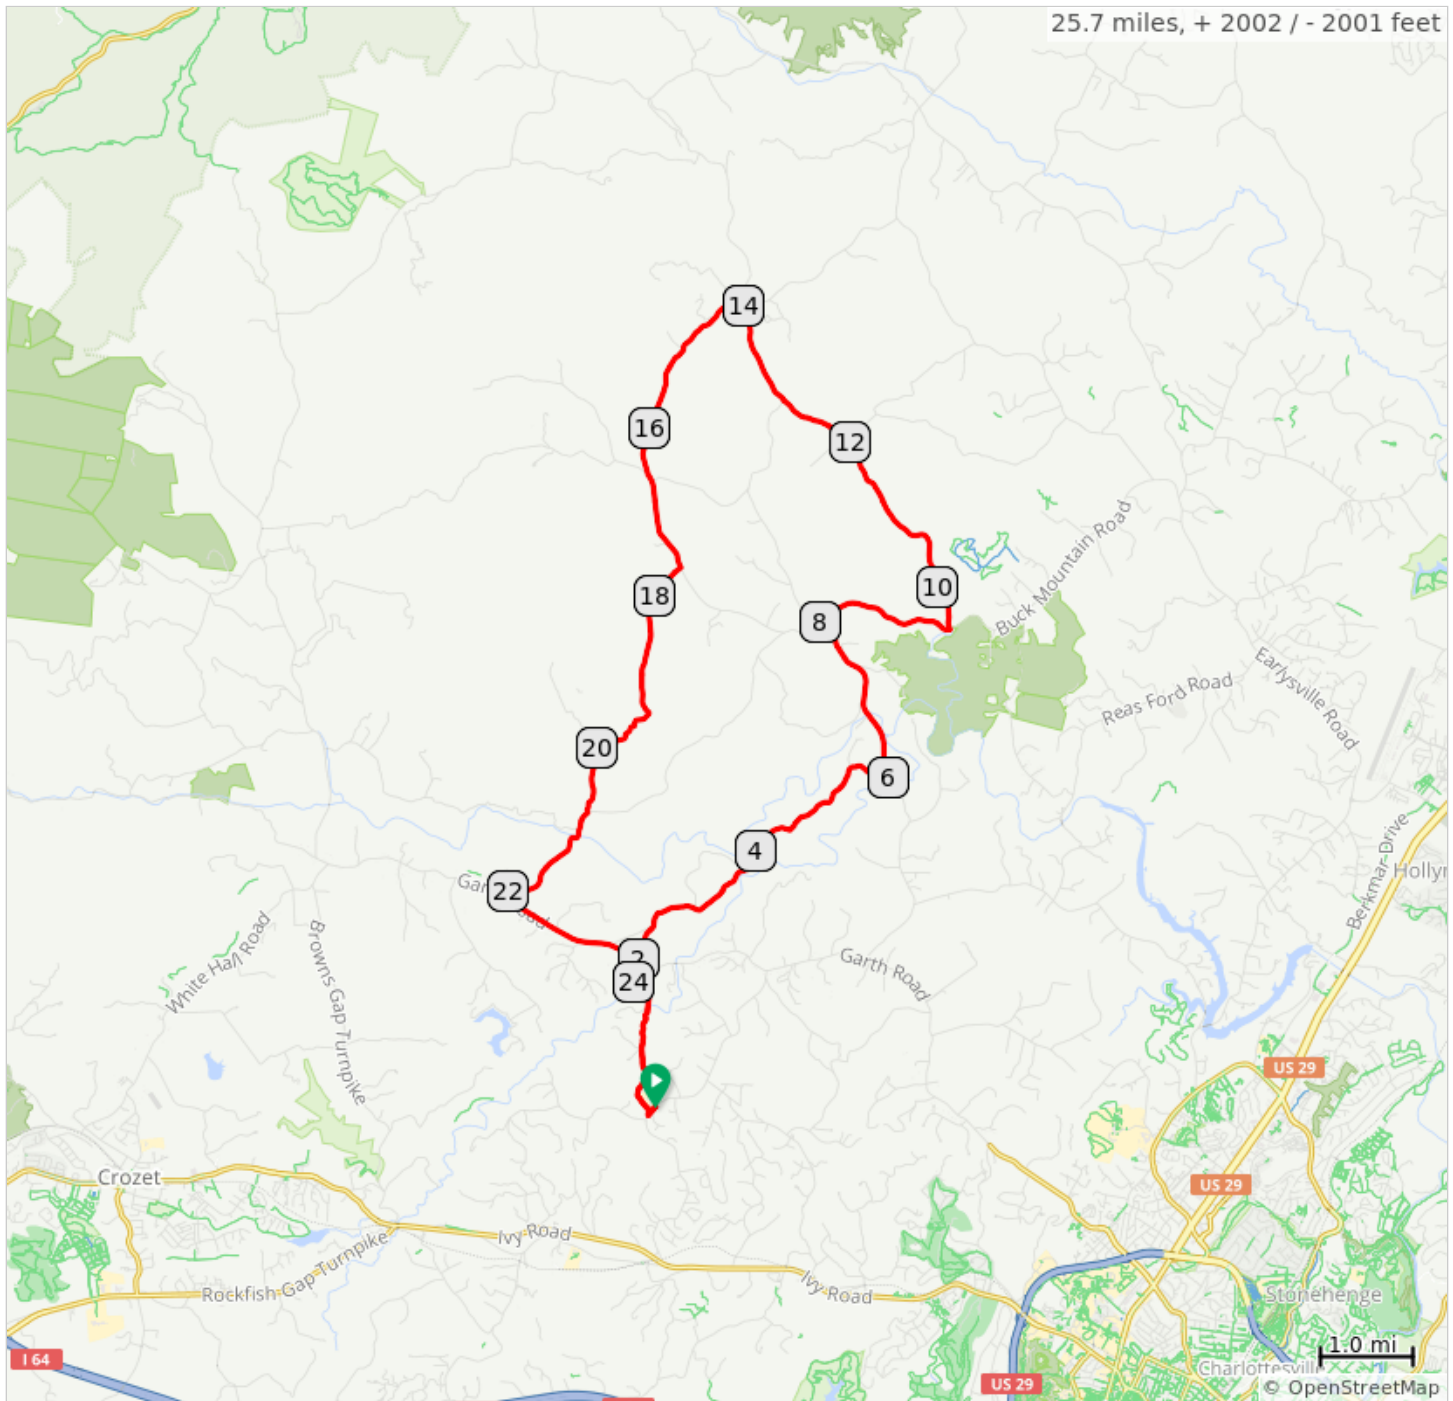 25.7 miles, + 2002 / - 2001 feet
14
16
12
10
Buck Mountain Road
18
8
Earlysville Road
Reas Ford Road
20
6
Berkmar Drive
4
22
2
24
Garth Road
White Hall Road
Browns Gap Turnpike
US 29
Crozet
US 29
Ivy Road
Rockfish Gap Turnpike
Ivy Road
Stonehenge
1.0 mi
I 64
US 29
© OpenStreetMap